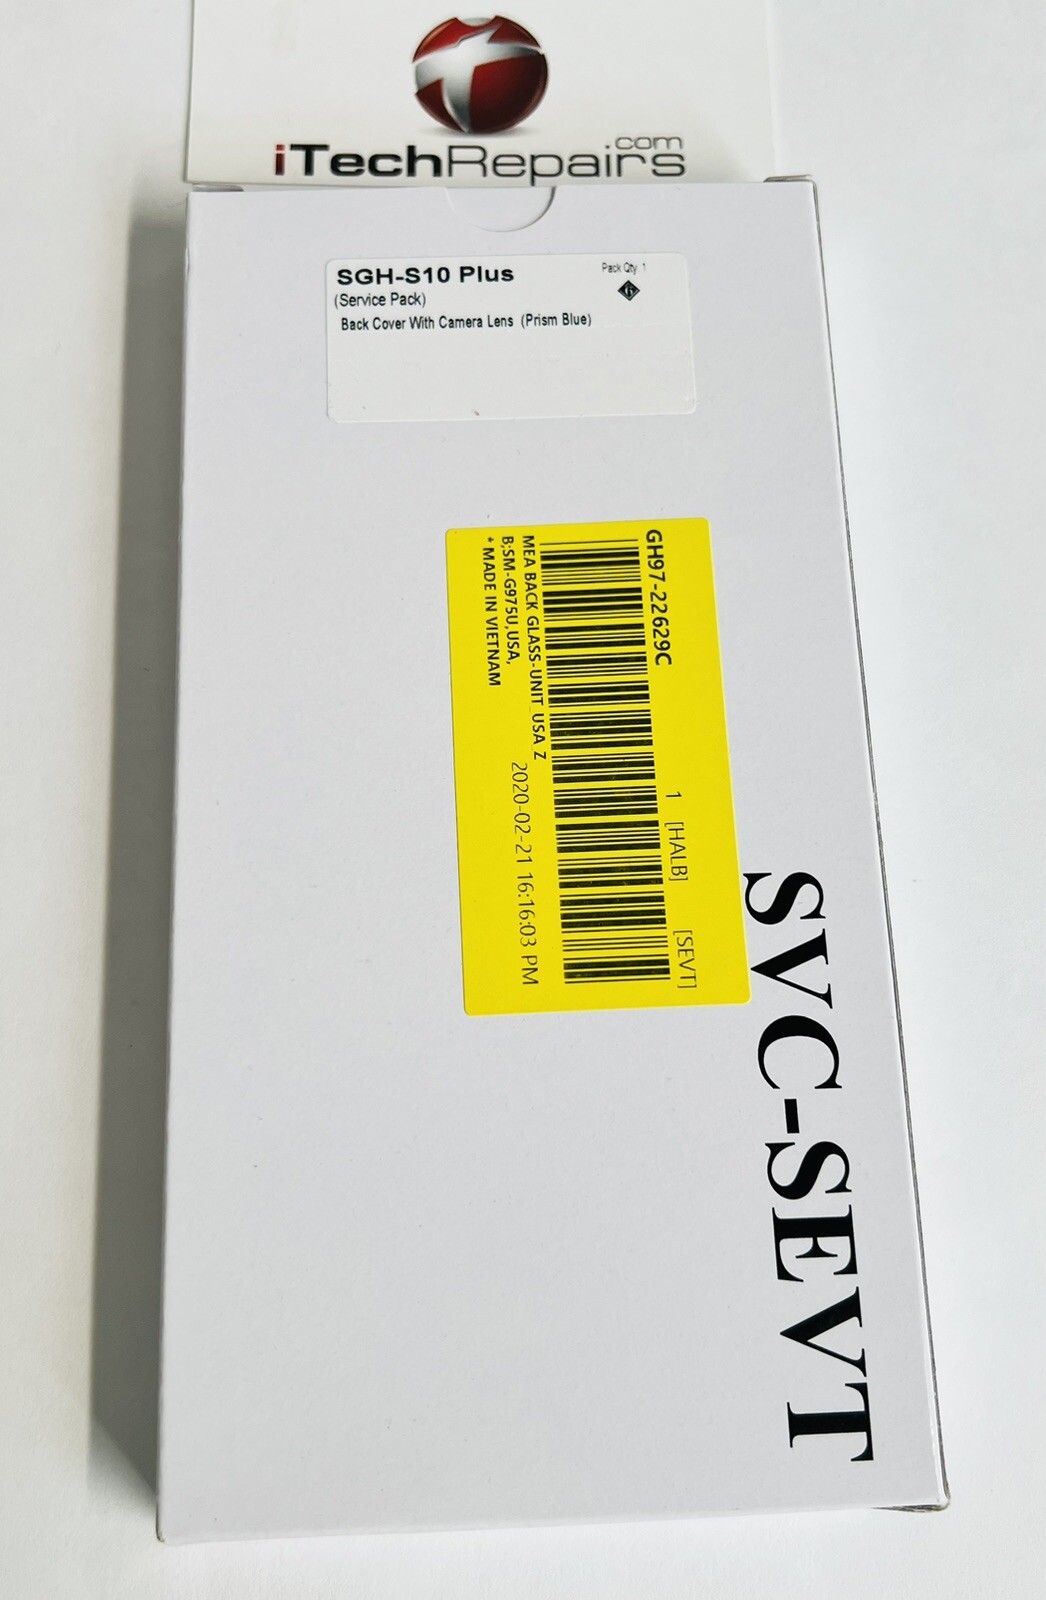 .com
iTechRepairs
SGH-S10 Plus
Pack Qty 1
(Service Pack)
Back Cover With Camera Lens (Prism Blue)
GH97-22629C
1 [HALB] [SEVT]
MEA BACK GLASS-UNIT_USA Z
B;SM-G975U,USA,
* MADE IN VIETNAM
2020-02-21 16:16:03 PM
SVC-SEVT